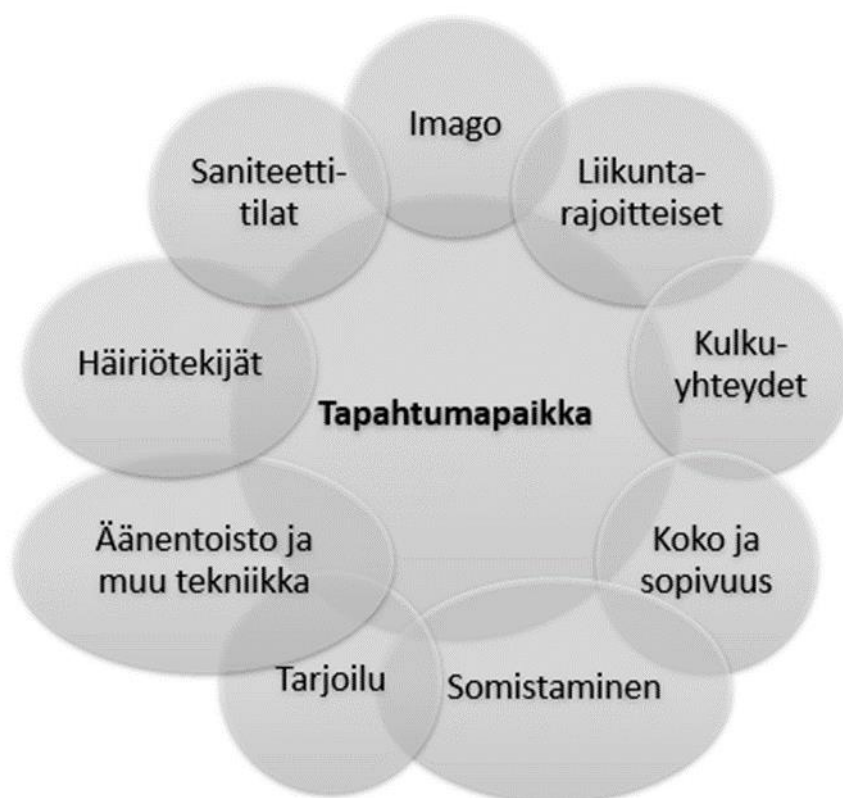 Imago
Liikunta-
rajoitteiset
Kulku-
yhteydet
Koko ja
sopivuus
Somistaminen
Tarjoilu
Äänentoisto ja
muu tekniikka
Häiriötekijät
Saniteetti-
tilat
Tapahtumapaikka